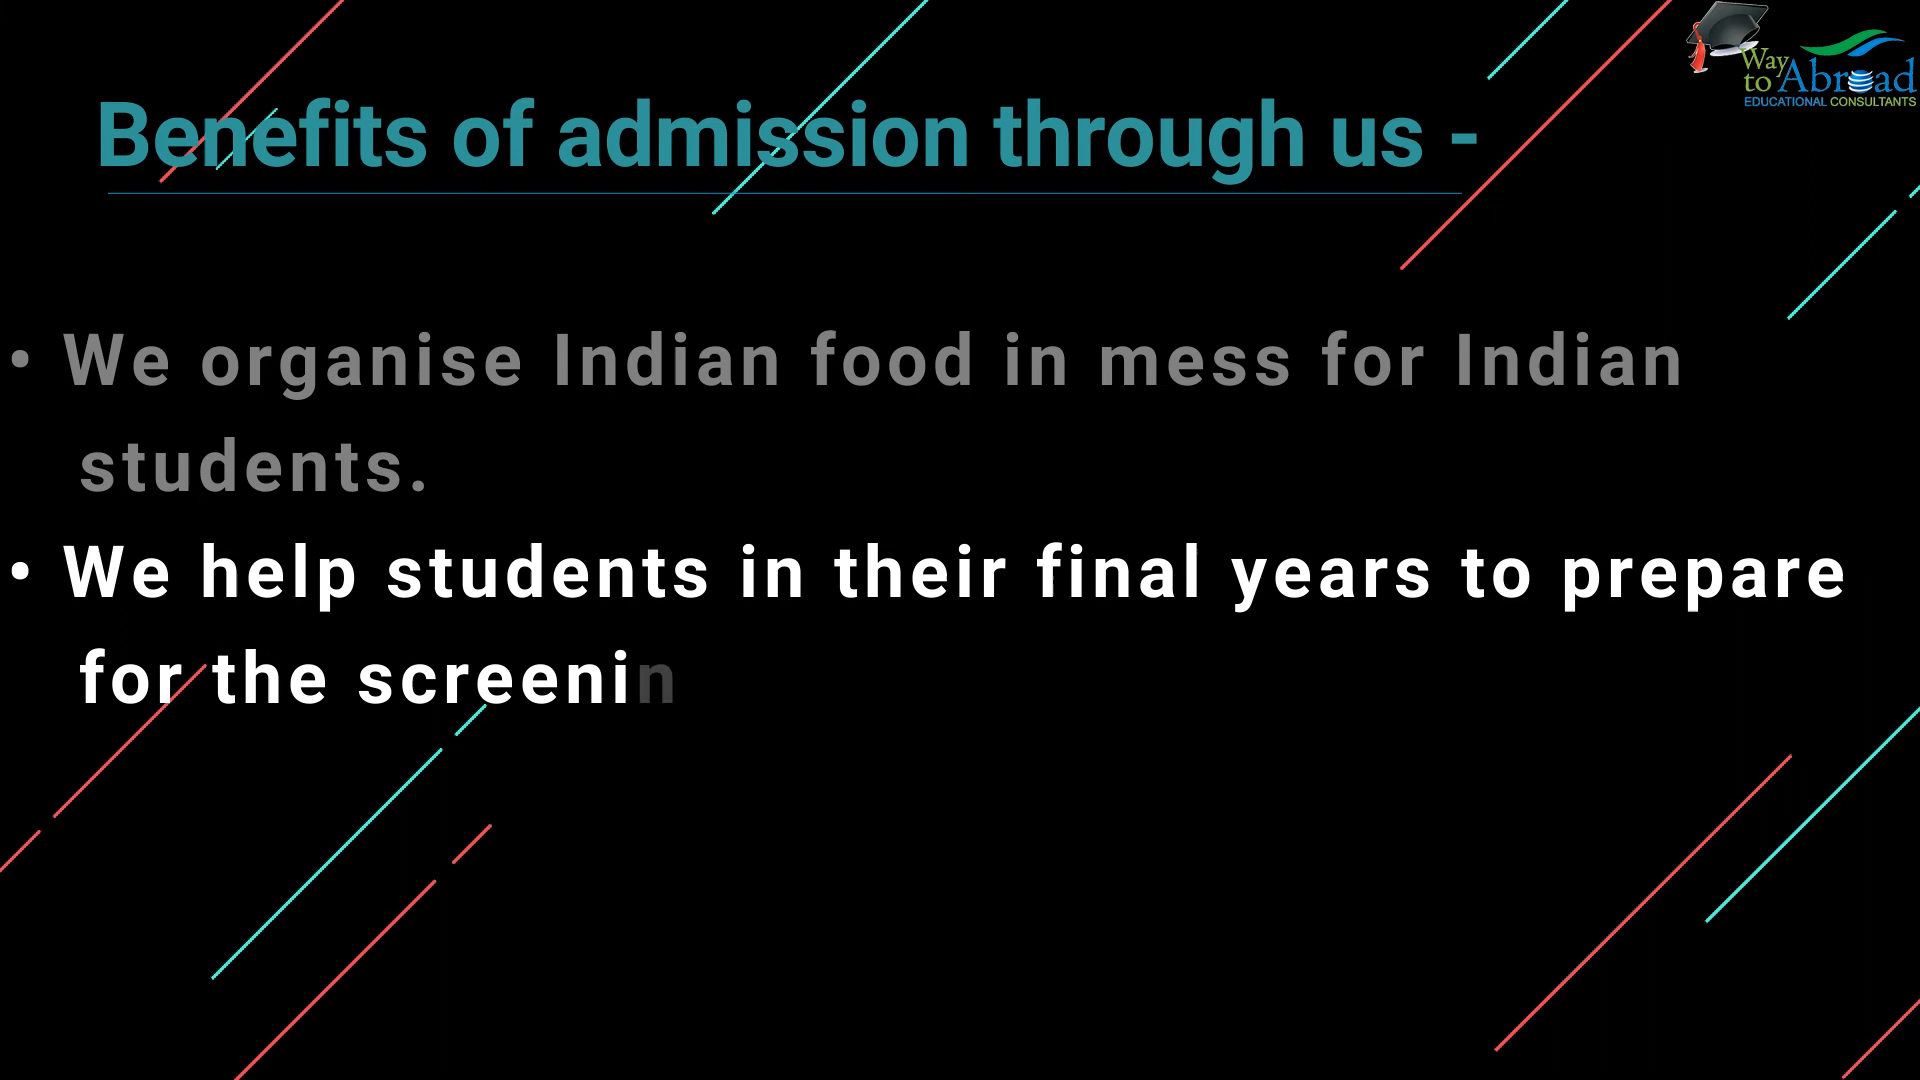 Way
to Abroad
EDUCATIONAL CONSULTANTS
Benefits of admission through us -
• We organise Indian food in mess for Indian
students.
• We help students in their final years to prepare
for the screenin